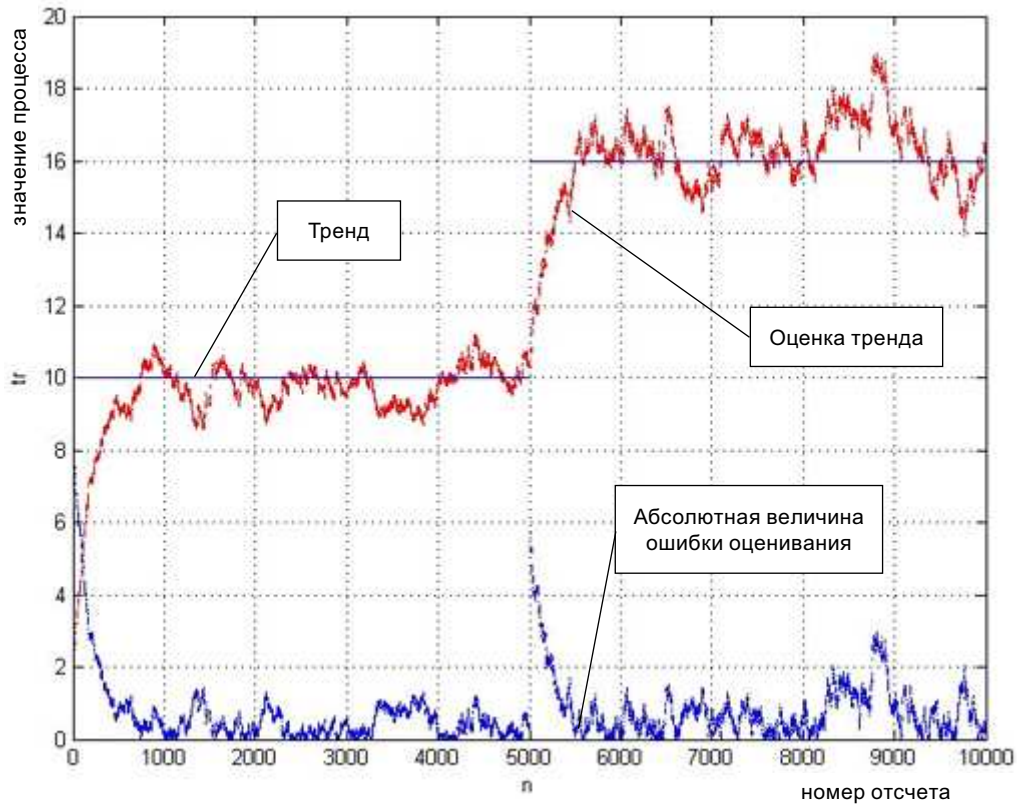 значение процесса
tr
20
18
16
14
12
10
8
6
4
2
0
Тренд
Оценка тренда
Абсолютная величина
ошибки оценивания
0 1000 2000 3000 4000 5000 6000 7000 8000 9000 10000
n
номер отсчета